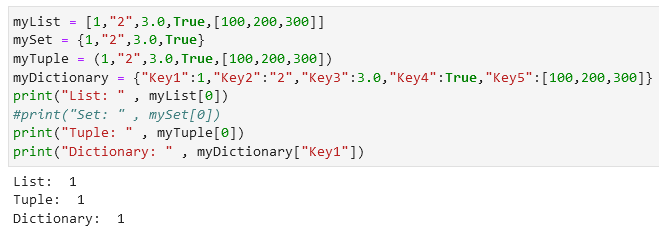 myList = [1,"2",3.0,True,[100,200,300]]
mySet = {1,"2",3.0,True}
myTuple = (1,"2",3.0,True,[100,200,300])
myDictionary = {"Key1":1,"Key2":"2","Key3":3.0,"Key4":True,"Key5":[100,200,300]}
print("List: " , myList[0])
#print("Set: " , mySet[0])
print("Tuple: " , myTuple[0])
print("Dictionary: " , myDictionary["Key1"])
List:  1
Tuple:  1
Dictionary:  1